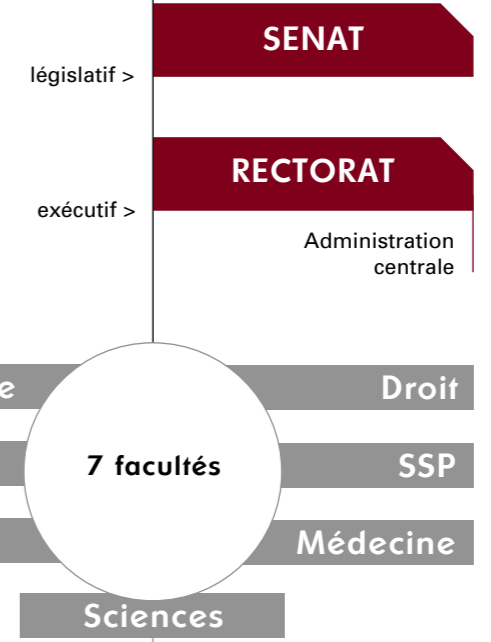 SENAT
législatif >
RECTORAT
exécutif >
Administration
centrale
e
Droit
7 facultés
SSP
Médecine
Sciences